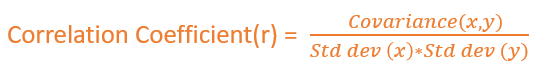 Correlation Coefficient(r) = Covariance(x,y)
Std dev (x)*Std dev (y)